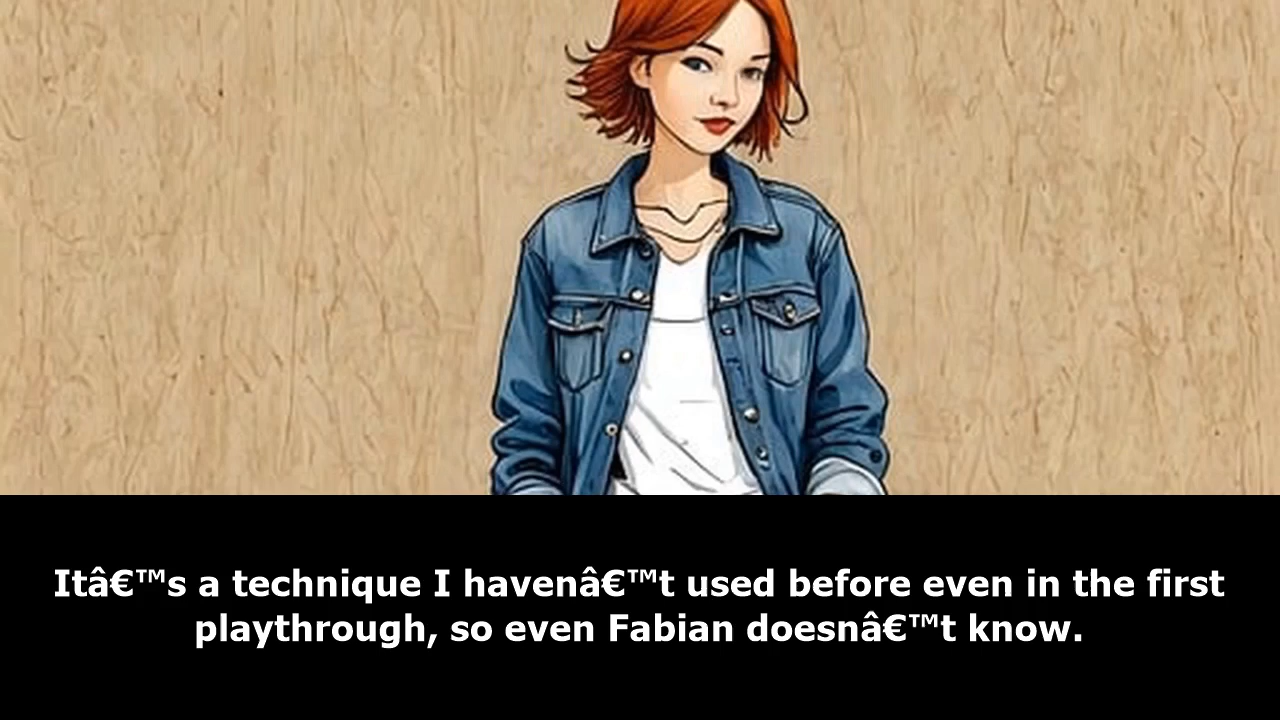 Itâ€™s a technique I havenâ€™t used before even in the first
playthrough, so even Fabian doesnâ€™t know.